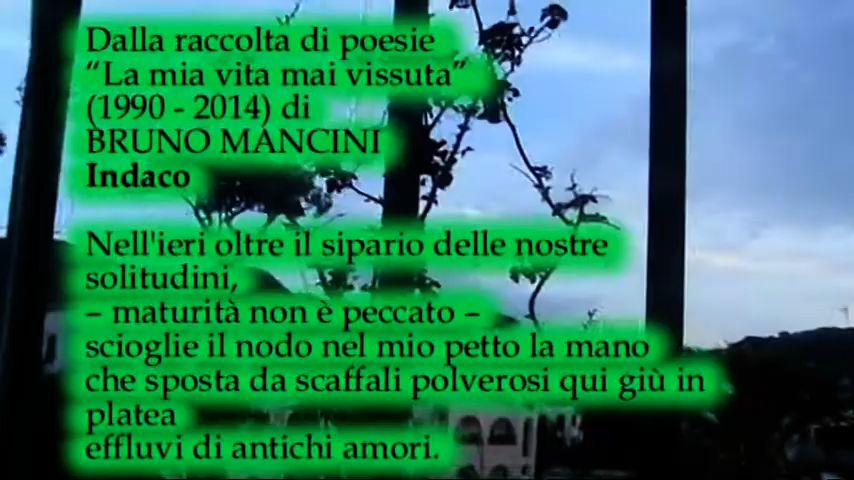 Dalla raccolta di poesie
“La mia vita mai vissuta”
(1990 - 2014) di
BRUNO MANCINI
Indaco
Nell'ieri oltre il sipario delle nostre
solitudini,
– maturità non è peccato –
scioglie il nodo nel mio petto la mano
che sposta da scaffali polverosi qui giù in
platea
effluvi di antichi amori.